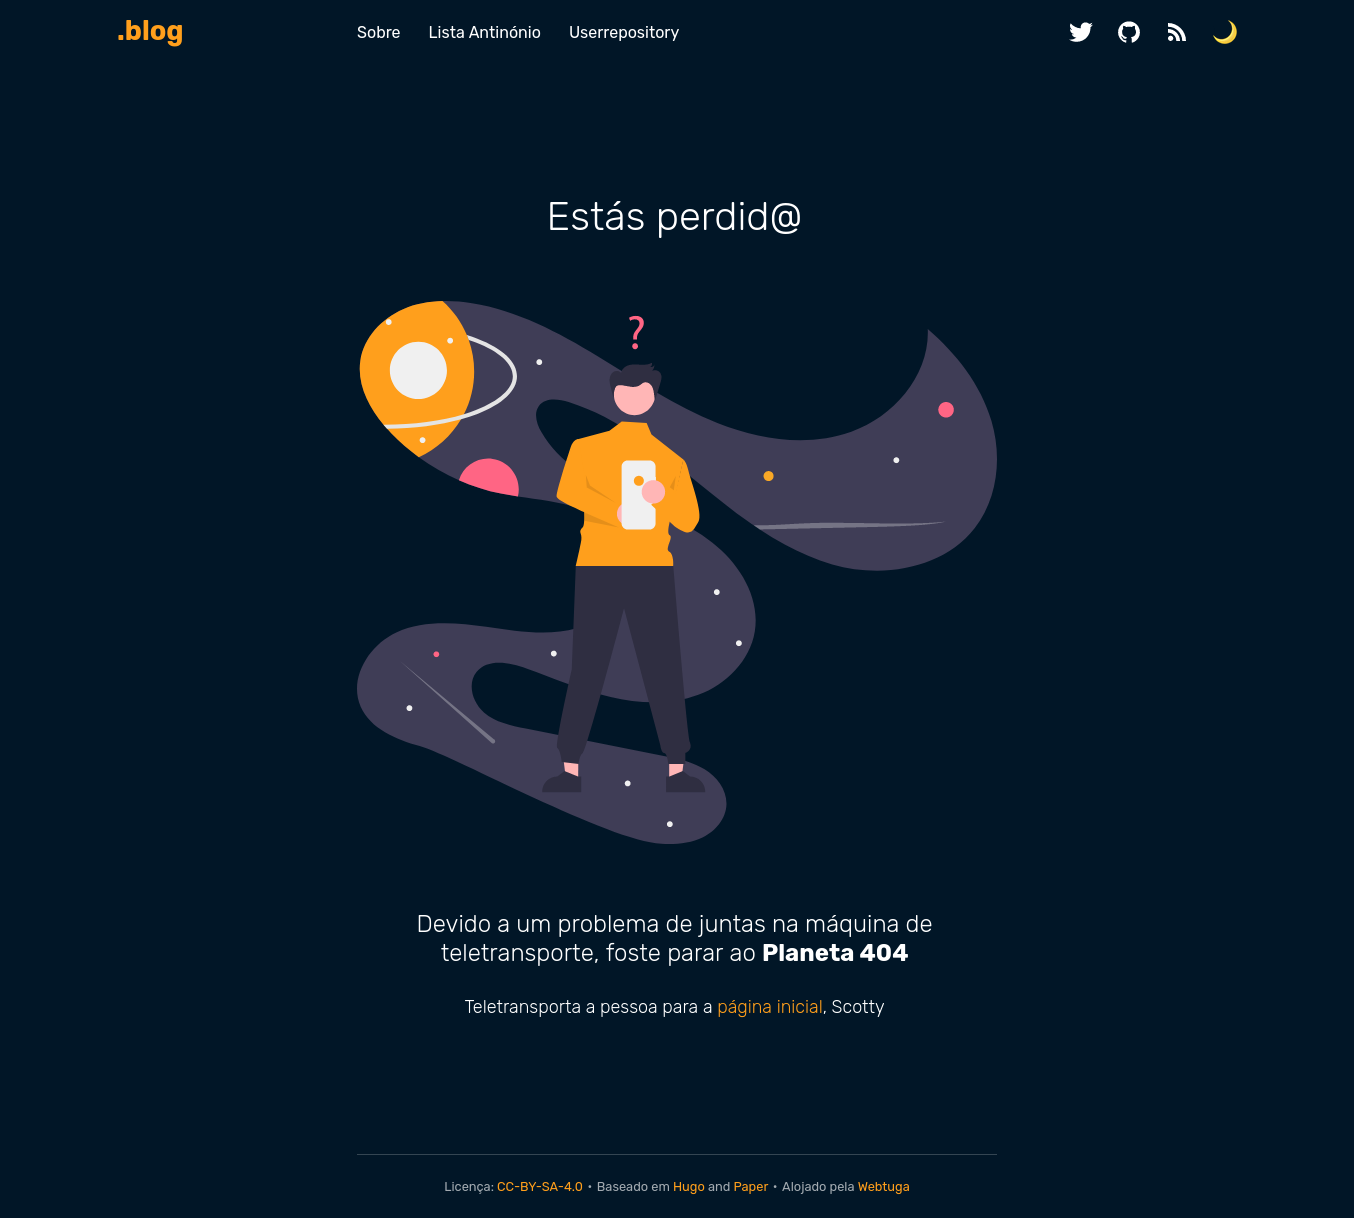 .blog
Sobre Lista Antinónio Userrepository
Estás perdid@
?
Devido a um problema de juntas na máquina de
teletransporte, foste parar ao Planeta 404
Teletransporta a pessoa para a página inicial, Scotty
Licença: CC-BY-SA-4.0 • Baseado em Hugo and Paper • Alojado pela Webtuga